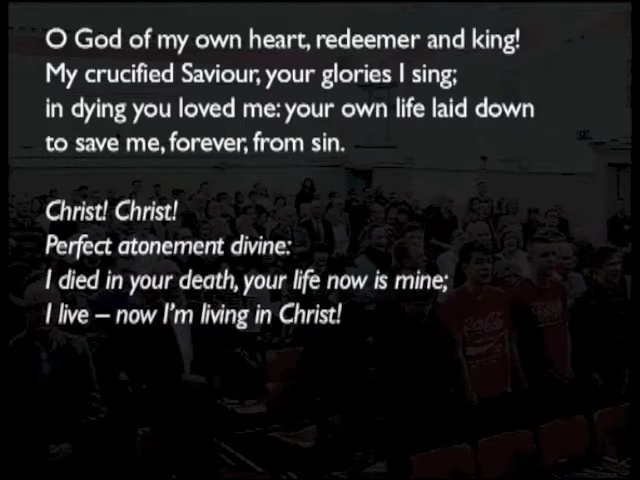 O God of my own heart, redeemer and king!
My crucified Saviour, your glories I sing;
in dying you loved me: your own life laid down
to save me, forever, from sin.
Christ! Christ!
Perfect atonement divine:
I died in your death, your life now is mine;
I live – now I'm living in Christ!